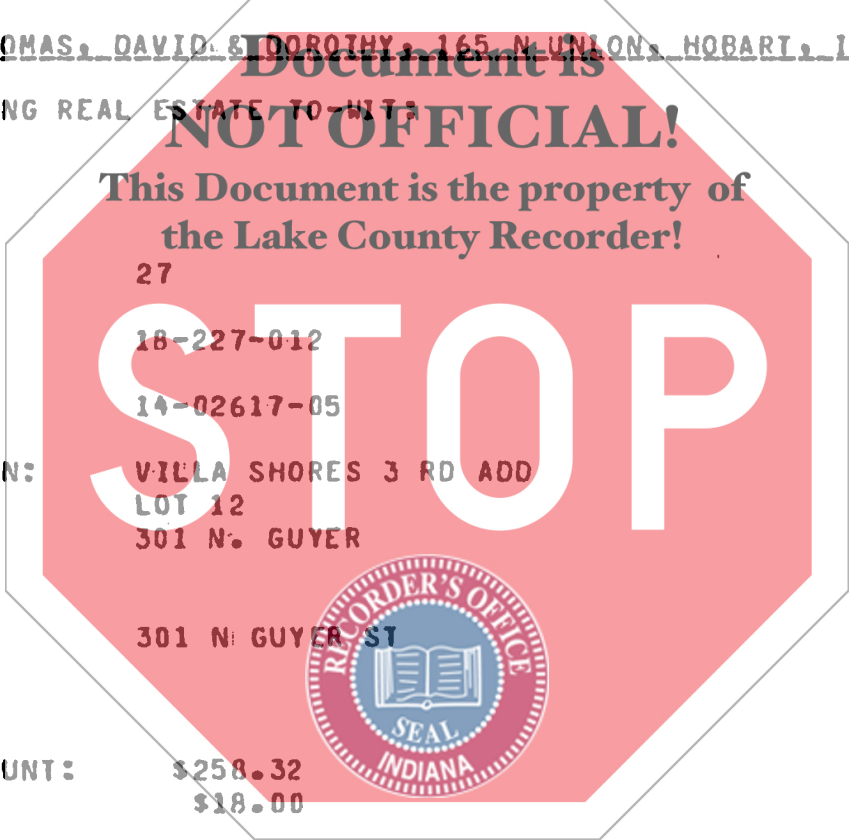 OMAS, DAVID & DOROTHY, 165 N UNION, HOBART, I
Document is
NG REAL ESTATE TO-WIT:
NOT OFFICIAL!
This Document is the property of
the Lake County Recorder!
27
STOP
18-227-012
14-02617-05
N: VILLA SHORES 3 RD ADD
LOT 12
301 N. GUYER
RECORDER'S OFFICE
301 N GUYER ST
SEAL
INDIANA
UNT: $258.32
$18.00